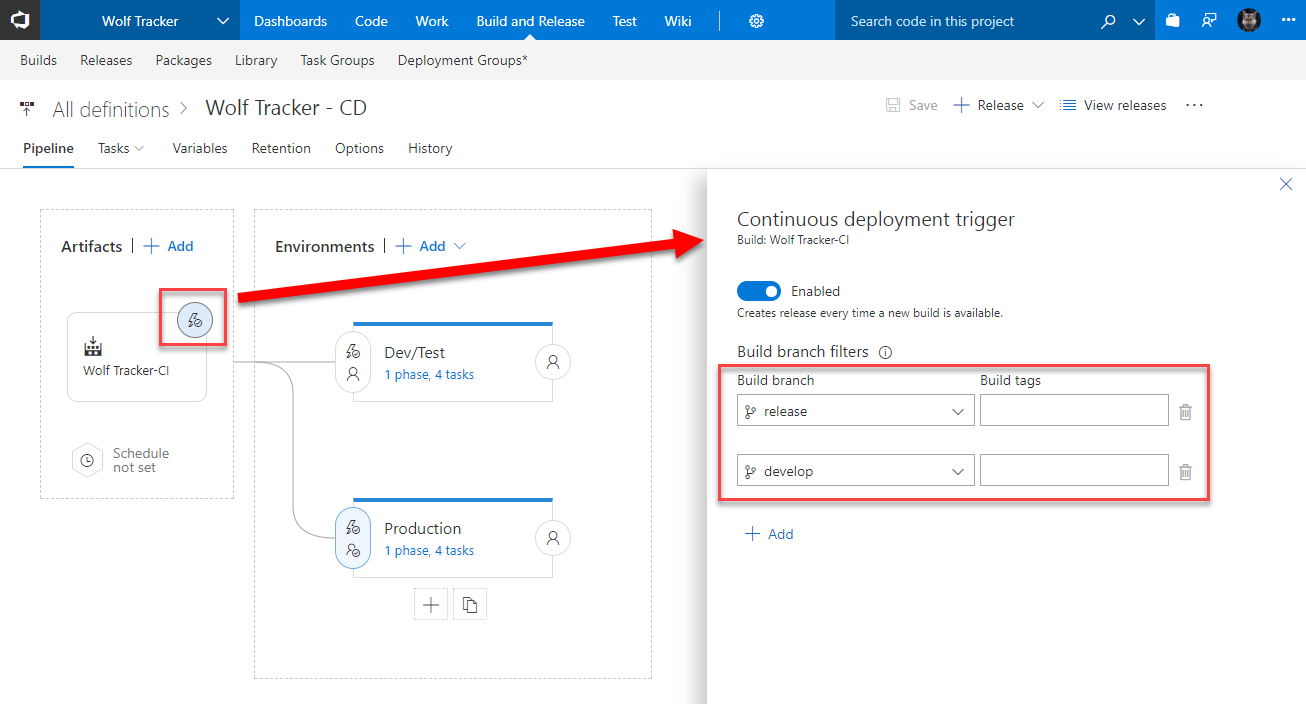 Wolf Tracker
Dashboards Code Work Build and Release Test Wiki
Search code in this project
Builds Releases Packages Library Task Groups Deployment Groups*
All definitions > Wolf Tracker - CD
Save + Release View releases ...
Pipeline Tasks Variables Retention Options History
Artifacts | + Add
Environments | + Add
Wolf Tracker-CI
Schedule
not set
Dev/Test
1 phase, 4 tasks
Production
1 phase, 4 tasks
Continuous deployment trigger
Build: Wolf Tracker-CI
Enabled
Creates release every time a new build is available.
Build branch filters
Build branch Build tags
release
develop
+ Add